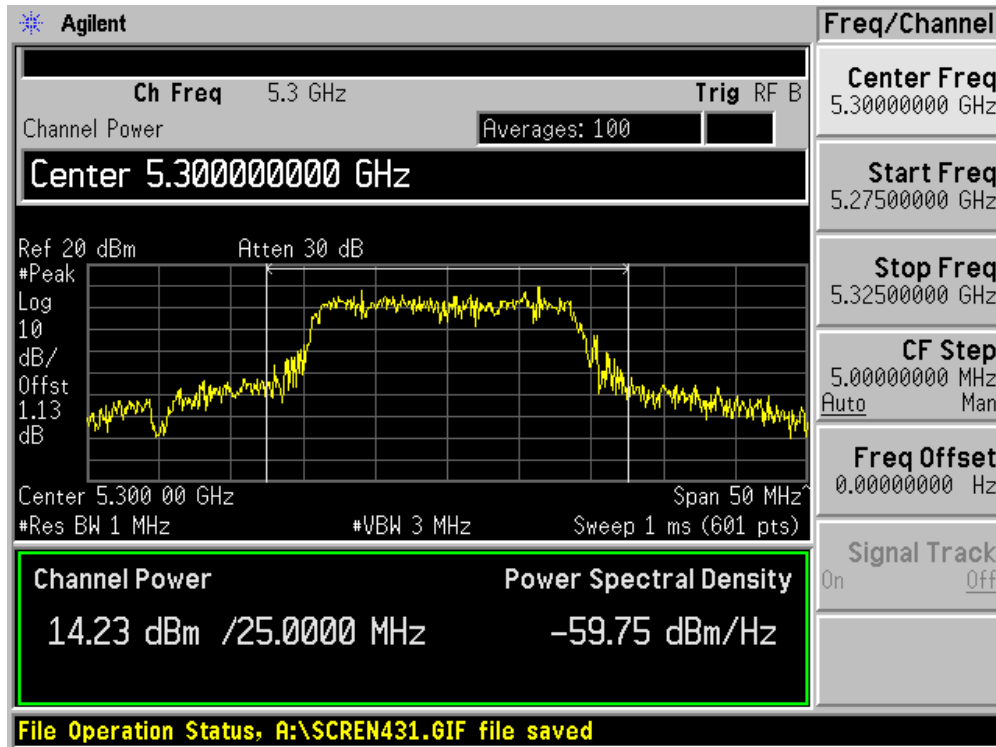 Agilent
Freq/Channel
Ch Freq 5.3 GHz Trig RF B
Channel Power Averages: 100
Center 5.300000000 GHz
Ref 20 dBm Atten 30 dB
#Peak
Log
10
dB/
Offst
1.13
dB
Center 5.300 00 GHz Span 50 MHz^
#Res BW 1 MHz #VBW 3 MHz Sweep 1 ms (601 pts)
Channel Power Power Spectral Density
14.23 dBm /25.0000 MHz -59.75 dBm/Hz
File Operation Status, A:\SCREN431.GIF file saved
Center Freq
5.30000000 GHz
Start Freq
5.27500000 GHz
Stop Freq
5.32500000 GHz
CF Step
5.00000000 MHz
Auto Man
Freq Offset
0.00000000 Hz
Signal Track
On Off